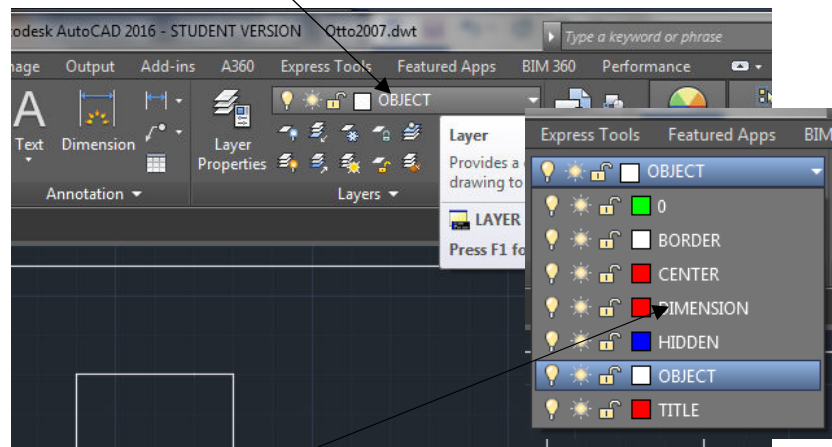 odesk AutoCAD 2016 - STUDENT VERSION Otto2007.dwt
Type a keyword or phrase
nage Output Add-ins A360 Express Tools Featured Apps BIM 360 Performance
A
Text
Dimension
Layer
Properties
OBJECT
Annotation
Layers
Layer
Provides a
drawing to
LAYER
Press F1 fo
Express Tools Featured Apps BIM
OBJECT
0
BORDER
CENTER
DIMENSION
HIDDEN
OBJECT
TITLE